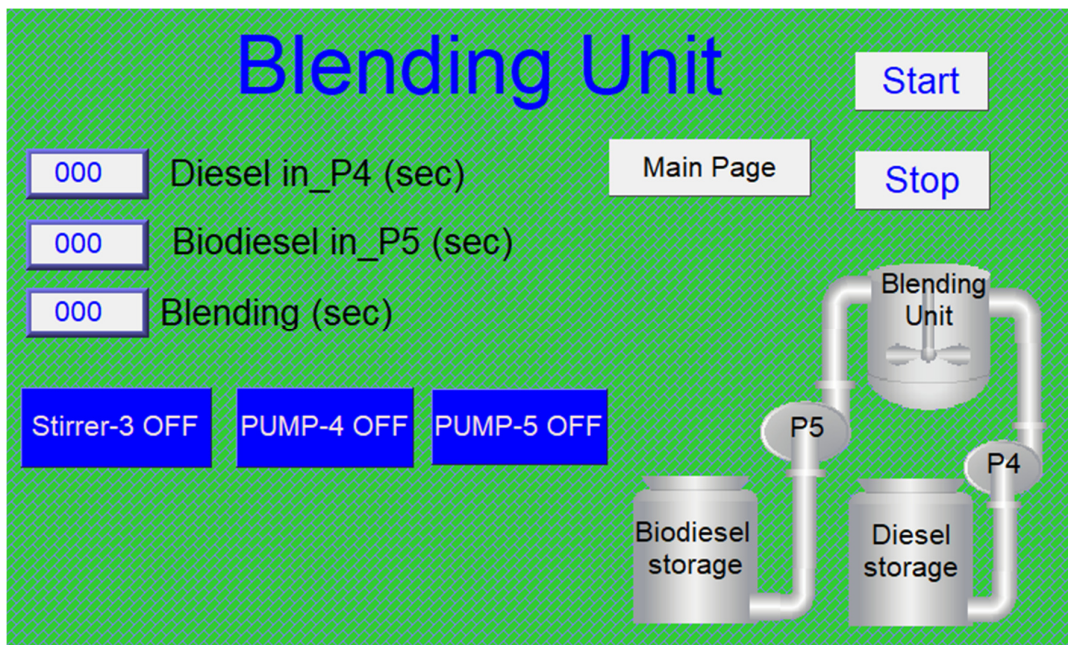 Blending Unit
Start
000 Diesel in_P4 (sec)
Main Page
Stop
000 Biodiesel in_P5 (sec)
000 Blending (sec)
Blending
Unit
Stirrer-3 OFF
PUMP-4 OFF
PUMP-5 OFF
P5
P4
Biodiesel
storage
Diesel
storage